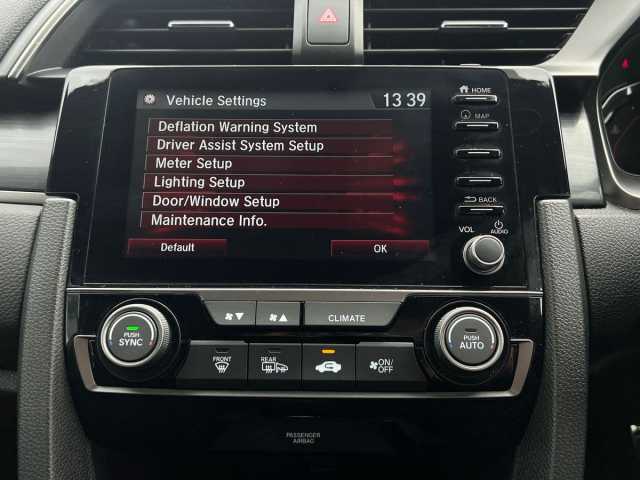 Vehicle Settings 13 39
HOME
MAP
Deflation Warning System
Driver Assist System Setup
Meter Setup
Lighting Setup
Door/Window Setup
Maintenance Info.
BACK
VOL AUDIO
Default OK
CLIMATE
PUSH
SYNC
PUSH
AUTO
FRONT REAR
ON/
OFF
PASSENGER
AIRBAG